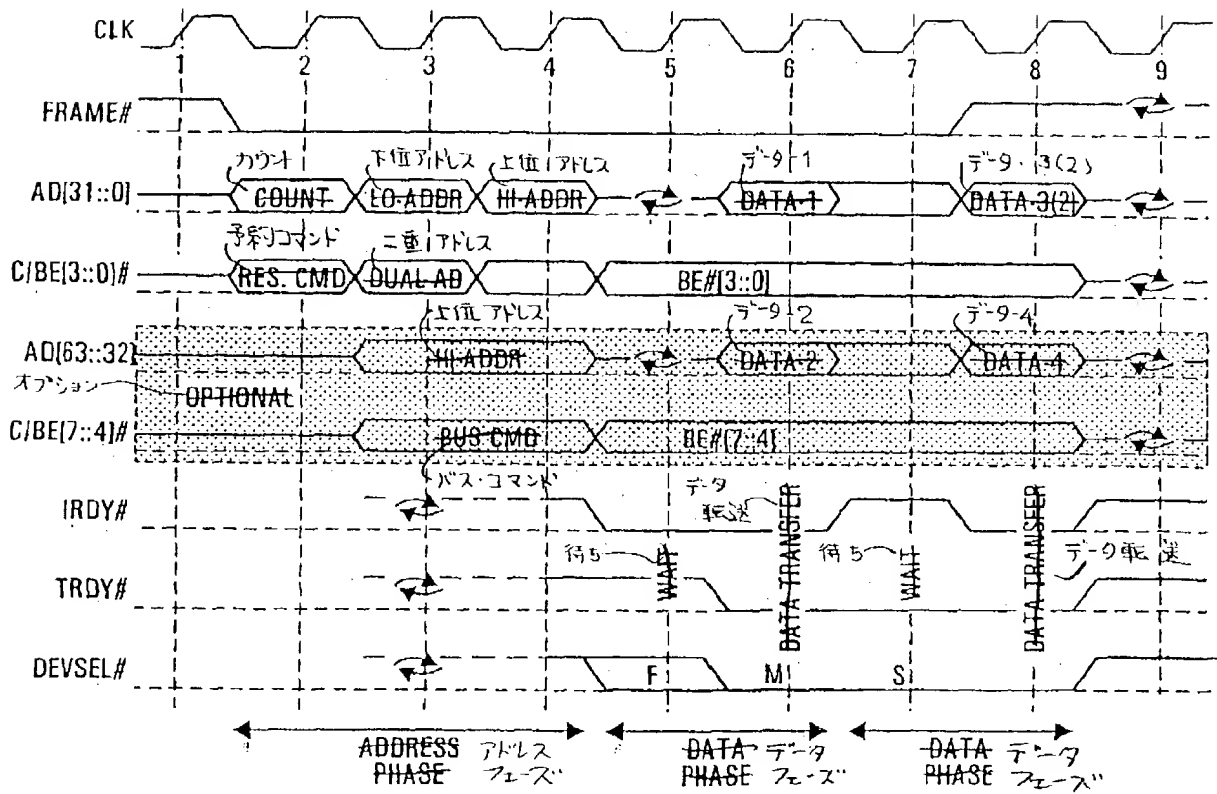 CLK
1 2 3 4 5 6 7 8 9
FRAME#
カウント 下位アドレス 上位アドレス データ-1 データ・3(2)
AD[31::0] COUNT LO-ADDR HI-ADDR DATA-1 DATA-3(2)
予約コマンド 二重アドレス
C/BE[3::0]# RES. CMD DUAL-AD BE#[3::0]
上位アドレス データ-2 データ-4
AD[63::32] HI-ADDR DATA-2 DATA-4
オプション OPTIONAL
C/BE[7::4]# BUS CMD BE#[7::4]
バス・コマンド データ転送
IRDY#
待ち WAIT DATA TRANSFER 待ち WAIT DATA TRANSFER データ転送
TRDY#
DEVSEL# F M S
ADDRESS アドレス DATA データ DATA データ
PHASE フェーズ PHASE フェーズ PHASE フェーズ